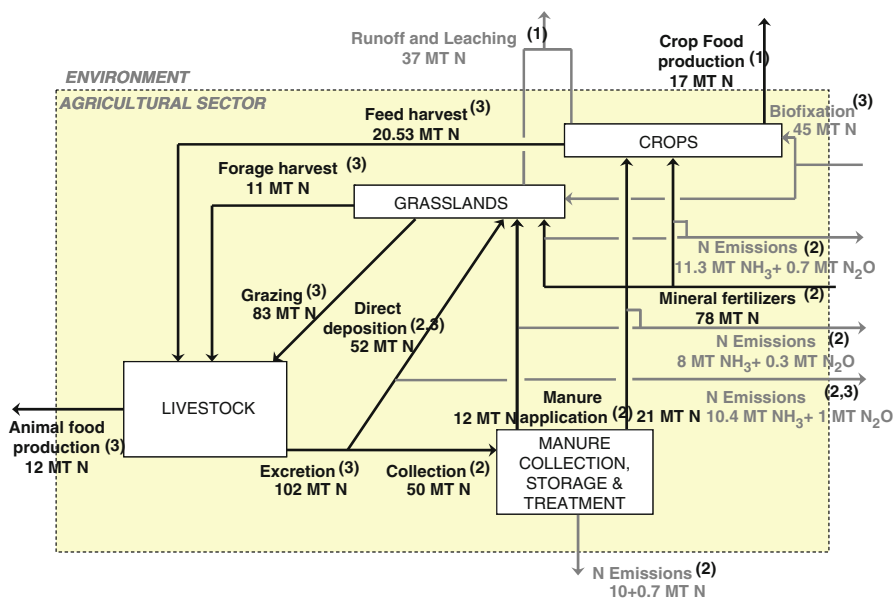 Runoff and Leaching (1)
37 MT N
Crop Food
production (1)
17 MT N
ENVIRONMENT
AGRICULTURAL SECTOR
Feed harvest (3)
20.53 MT N
Biofixation (3)
45 MT N
CROPS
Forage harvest (3)
11 MT N
GRASSLANDS
N Emissions (2)
11.3 MT NH₃+ 0.7 MT N₂O
Grazing (3)
83 MT N
Direct
deposition (2,3)
52 MT N
Mineral fertilizers (2)
78 MT N
N Emissions (2)
8 MT NH₃+ 0.3 MT N₂O
LIVESTOCK
N Emissions (2,3)
10.4 MT NH₃+ 1 MT N₂O
Manure
12 MT N application (2) 21 MT N
Animal food
production (3)
12 MT N
MANURE
COLLECTION,
STORAGE &
TREATMENT
Excretion (3)
102 MT N
Collection (2)
50 MT N
N Emissions (2)
10+0.7 MT N